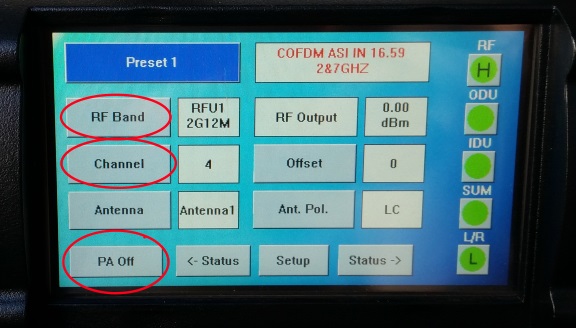 Preset 1
COFDM ASI IN 16.59
2&7GHZ
RF
H
RF Band
RFU1
2G12M
RF Output
0.00
dBm
ODU
Channel
4
Offset
0
IDU
Antenna
Antenna1
Ant. Pol.
LC
SUM
L/R
PA Off
<- Status
Setup
Status ->
L